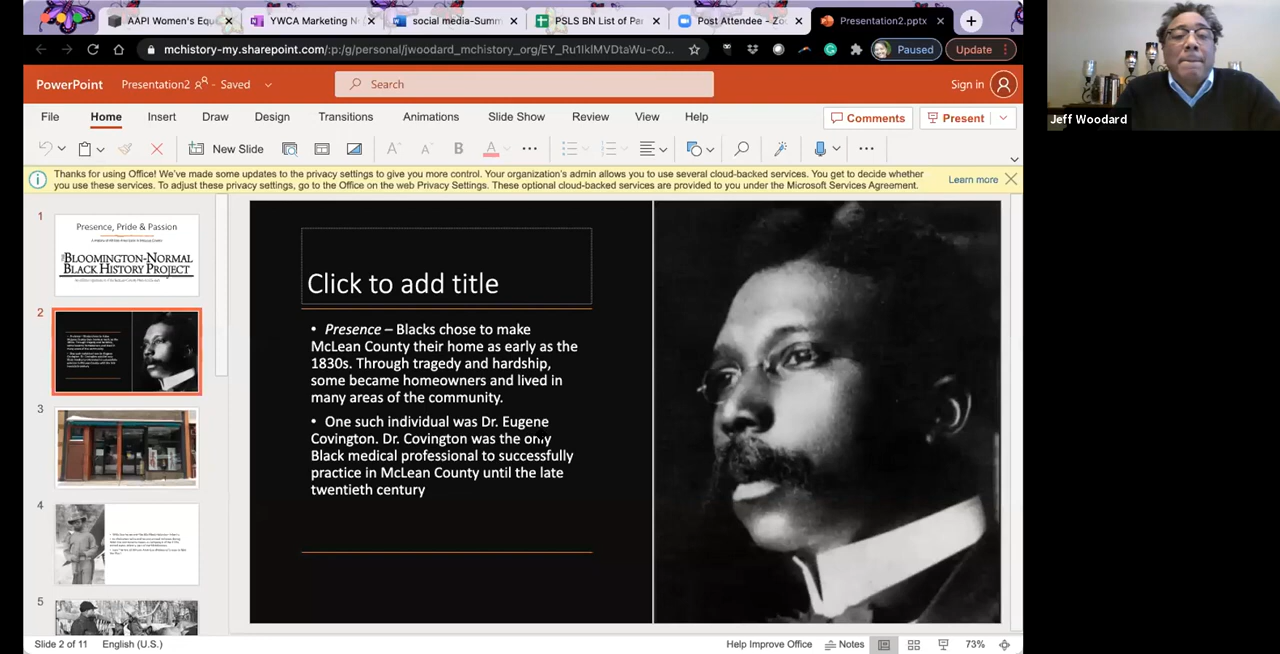 AAPI Women's Equ
YWCA Marketing N
social media-Summ
PSLS BN List of Par
Post Attendee - Zo
Presentation2.pptx
mchistory-my.sharepoint.com/:p:/g/personal/jwoodard_mchistory_org/EY_Ru1IkIMVDtaWu-c0...
Paused
Update
PowerPoint
Presentation2
- Saved
Search
Sign in
File
Home
Insert
Draw
Design
Transitions
Animations
Slide Show
Review
View
Help
Comments
Present
New Slide
Thanks for using Office! We've made some updates to the privacy settings to give you more control. Your organization's admin allows you to use several cloud-backed services. You get to decide whether
you use these services. To adjust these privacy settings, go to the Office on the web Privacy Settings. These optional cloud-backed services are provided to you under the Microsoft Services Agreement.
Learn more
1
Presence, Pride & Passion
BLOOMINGTON-NORMAL
BLACK HISTORY PROJECT
2
3
4
5
Click to add title
• Presence – Blacks chose to make
McLean County their home as early as the
1830s. Through tragedy and hardship,
some became homeowners and lived in
many areas of the community.
• One such individual was Dr. Eugene
Covington. Dr. Covington was the only
Black medical professional to successfully
practice in McLean County until the late
twentieth century
Jeff Woodard
Slide 2 of 11
English (U.S.)
Help Improve Office
Notes
73%